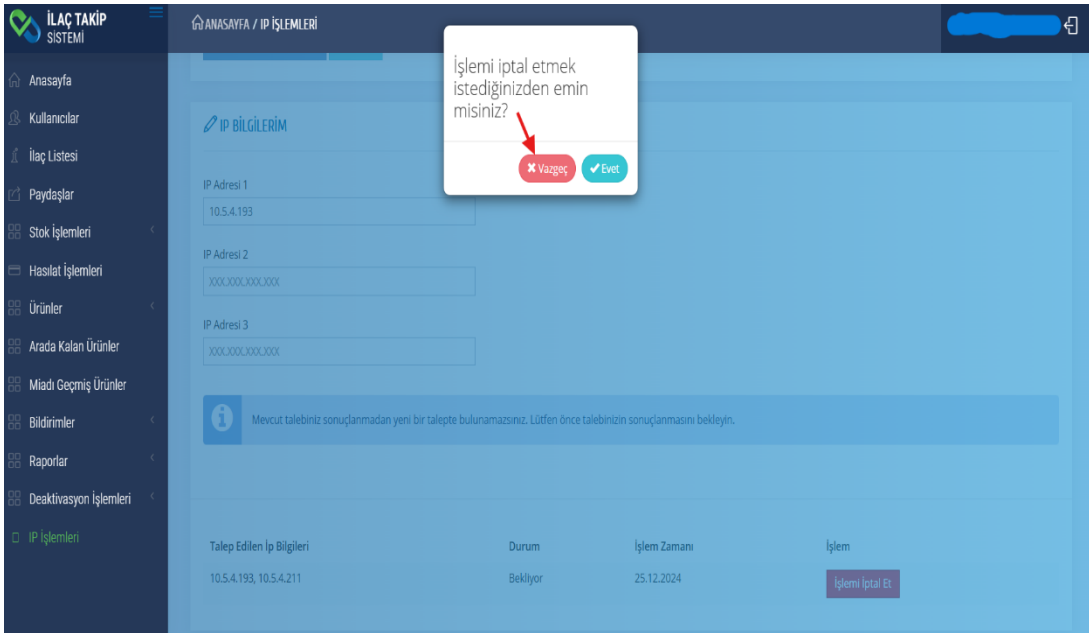 İLAÇ TAKİP
SİSTEMİ
ANASAYFA / IP İŞLEMLERİ
Anasayfa
Kullanıcılar
İlaç Listesi
Paydaşlar
Stok İşlemleri
Hasılat İşlemleri
Ürünler
Arada Kalan Ürünler
Miadı Geçmiş Ürünler
Bildirimler
Raporlar
Deaktivasyon İşlemleri
IP İşlemleri
İşlemi iptal etmek
istediğinizden emin
misiniz?
Vazgeç Evet
IP BİLGİLERİM
IP Adresi 1
10.5.4.193
IP Adresi 2
XXX.XXX.XXX.XXX
IP Adresi 3
XXX.XXX.XXX.XXX
Mevcut talebiniz sonuçlanmadan yeni bir talepte bulunamazsınız. Lütfen önce talebinizin sonuçlanmasını bekleyin.
Talep Edilen İp Bilgileri Durum İşlem Zamanı İşlem
10.5.4.193, 10.5.4.211 Bekliyor 25.12.2024 İşlemi İptal Et